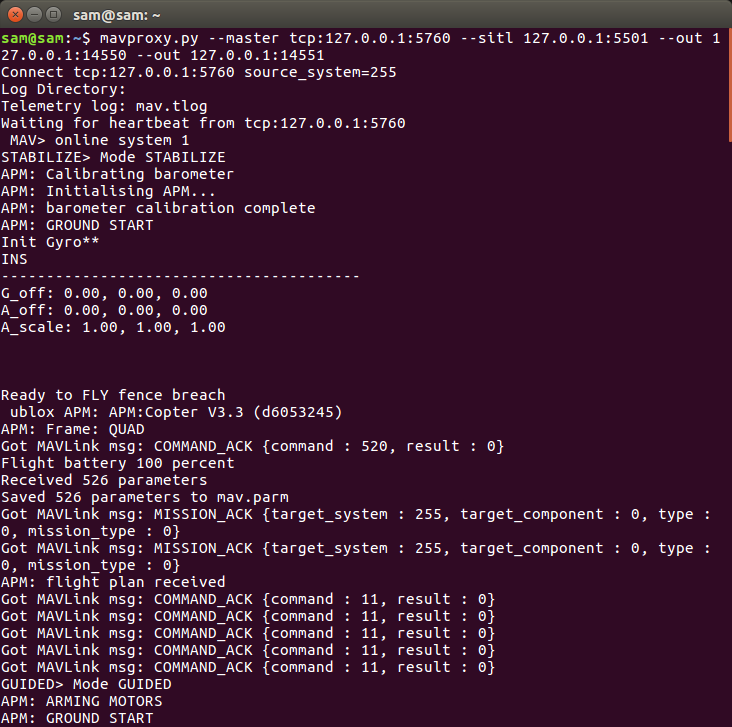 sam@sam: ~
sam@sam:~$ mavproxy.py --master tcp:127.0.0.1:5760 --sitl 127.0.0.1:5501 --out 1
27.0.0.1:14550 --out 127.0.0.1:14551
Connect tcp:127.0.0.1:5760 source_system=255
Log Directory:
Telemetry log: mav.tlog
Waiting for heartbeat from tcp:127.0.0.1:5760
 MAV> online system 1
STABILIZE> Mode STABILIZE
APM: Calibrating barometer
APM: Initialising APM...
APM: barometer calibration complete
APM: GROUND START
Init Gyro**
INS
----------------------------------------
G_off: 0.00, 0.00, 0.00
A_off: 0.00, 0.00, 0.00
A_scale: 1.00, 1.00, 1.00
Ready to FLY fence breach
 ublox APM: APM:Copter V3.3 (d6053245)
APM: Frame: QUAD
Got MAVLink msg: COMMAND_ACK {command : 520, result : 0}
Flight battery 100 percent
Received 526 parameters
Saved 526 parameters to mav.parm
Got MAVLink msg: MISSION_ACK {target_system : 255, target_component : 0, type :
0, mission_type : 0}
Got MAVLink msg: MISSION_ACK {target_system : 255, target_component : 0, type :
0, mission_type : 0}
APM: flight plan received
Got MAVLink msg: COMMAND_ACK {command : 11, result : 0}
Got MAVLink msg: COMMAND_ACK {command : 11, result : 0}
Got MAVLink msg: COMMAND_ACK {command : 11, result : 0}
Got MAVLink msg: COMMAND_ACK {command : 11, result : 0}
Got MAVLink msg: COMMAND_ACK {command : 11, result : 0}
GUIDED> Mode GUIDED
APM: ARMING MOTORS
APM: GROUND START